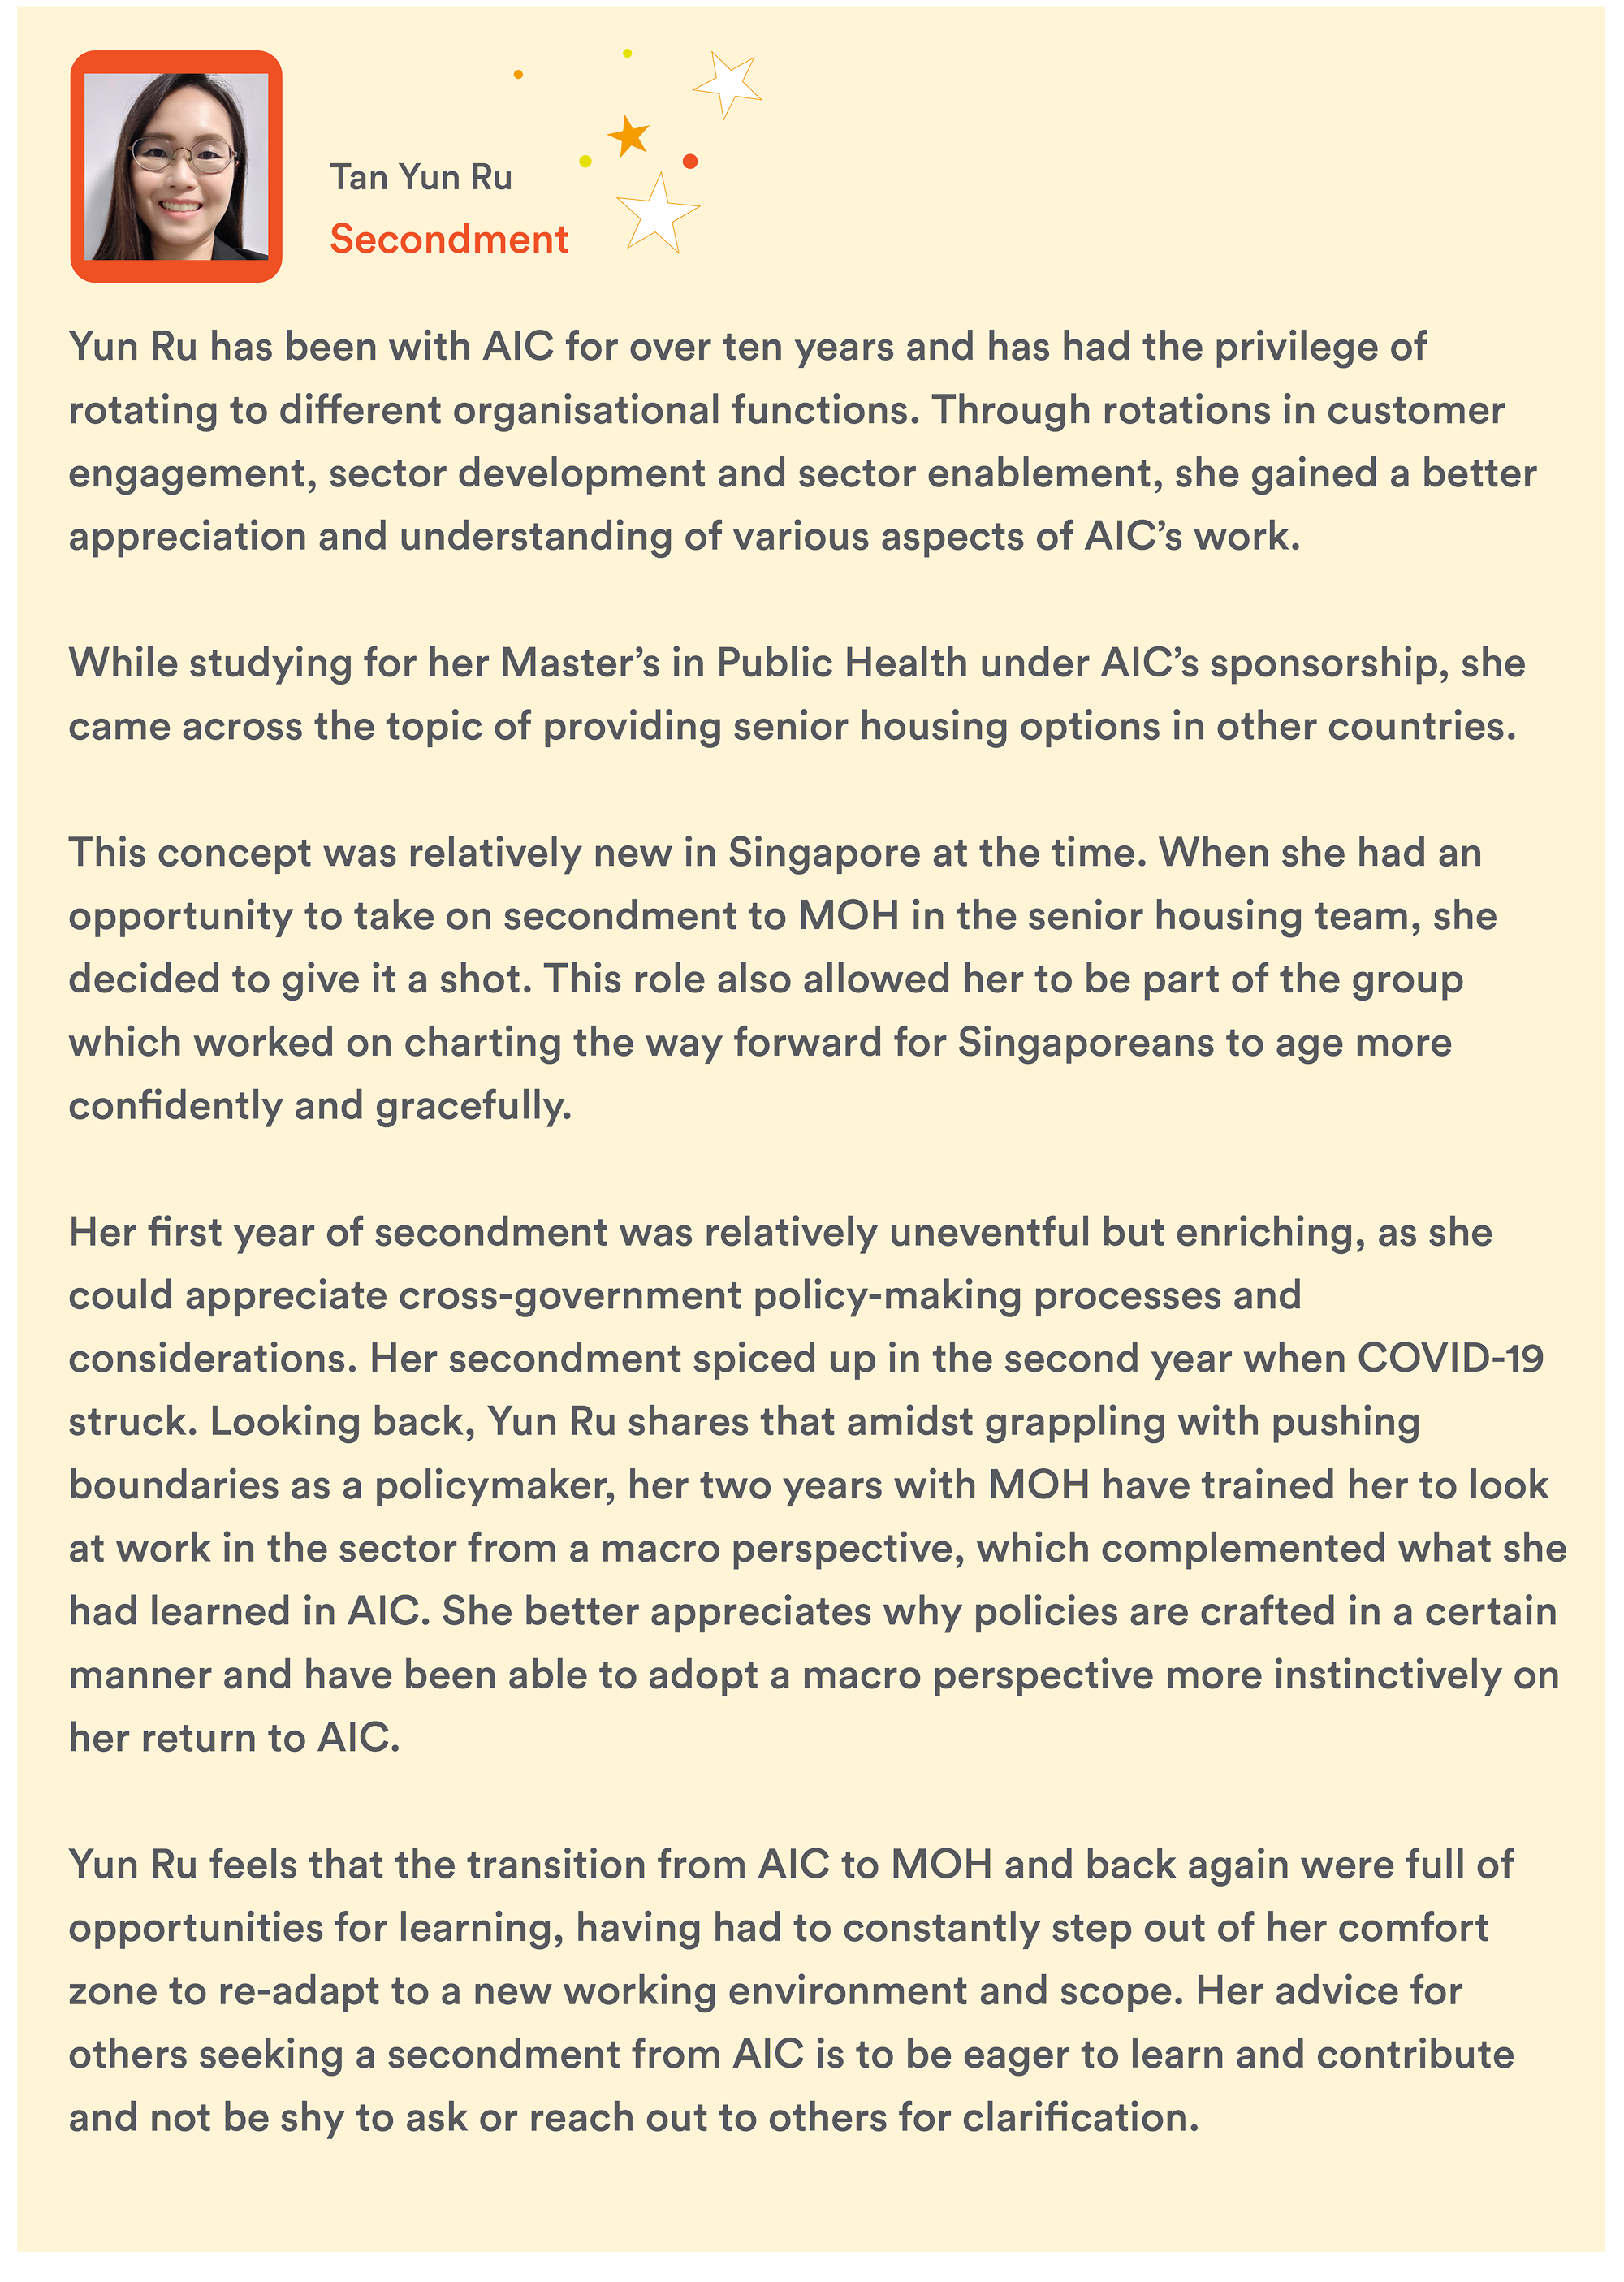 Tan Yun Ru
Secondment
Yun Ru has been with AIC for over ten years and has had the privilege of
rotating to different organisational functions. Through rotations in customer
engagement, sector development and sector enablement, she gained a better
appreciation and understanding of various aspects of AIC’s work.
While studying for her Master’s in Public Health under AIC’s sponsorship, she
came across the topic of providing senior housing options in other countries.
This concept was relatively new in Singapore at the time. When she had an
opportunity to take on secondment to MOH in the senior housing team, she
decided to give it a shot. This role also allowed her to be part of the group
which worked on charting the way forward for Singaporeans to age more
confidently and gracefully.
Her first year of secondment was relatively uneventful but enriching, as she
could appreciate cross-government policy-making processes and
considerations. Her secondment spiced up in the second year when COVID-19
struck. Looking back, Yun Ru shares that amidst grappling with pushing
boundaries as a policymaker, her two years with MOH have trained her to look
at work in the sector from a macro perspective, which complemented what she
had learned in AIC. She better appreciates why policies are crafted in a certain
manner and have been able to adopt a macro perspective more instinctively on
her return to AIC.
Yun Ru feels that the transition from AIC to MOH and back again were full of
opportunities for learning, having had to constantly step out of her comfort
zone to re-adapt to a new working environment and scope. Her advice for
others seeking a secondment from AIC is to be eager to learn and contribute
and not be shy to ask or reach out to others for clarification.